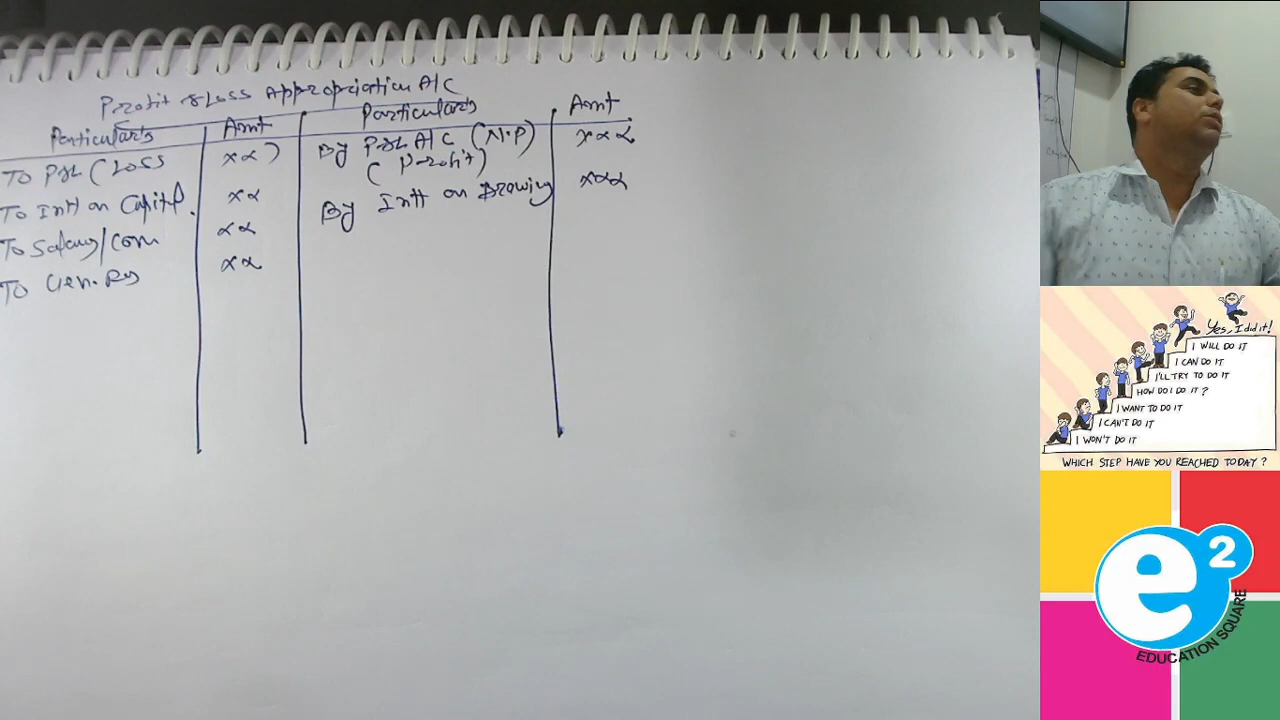 Profit & Loss Appropriation A/C
Particulars Amt Particulars Amt
To P&L (Loss) xx By P&L A/C (N.P) xxx
(Profit)
To Intt on Capital. xx By Intt on Drawing xxx
To Salary/Com xx
To Gen. Rs xx
Yes, I did it!
I WILL DO IT
I CAN DO IT
I'LL TRY TO DO IT
HOW DO I DO IT?
I WANT TO DO IT
I CAN'T DO IT
I WON'T DO IT
WHICH STEP HAVE YOU REACHED TODAY?
e2
EDUCATION SQUARE